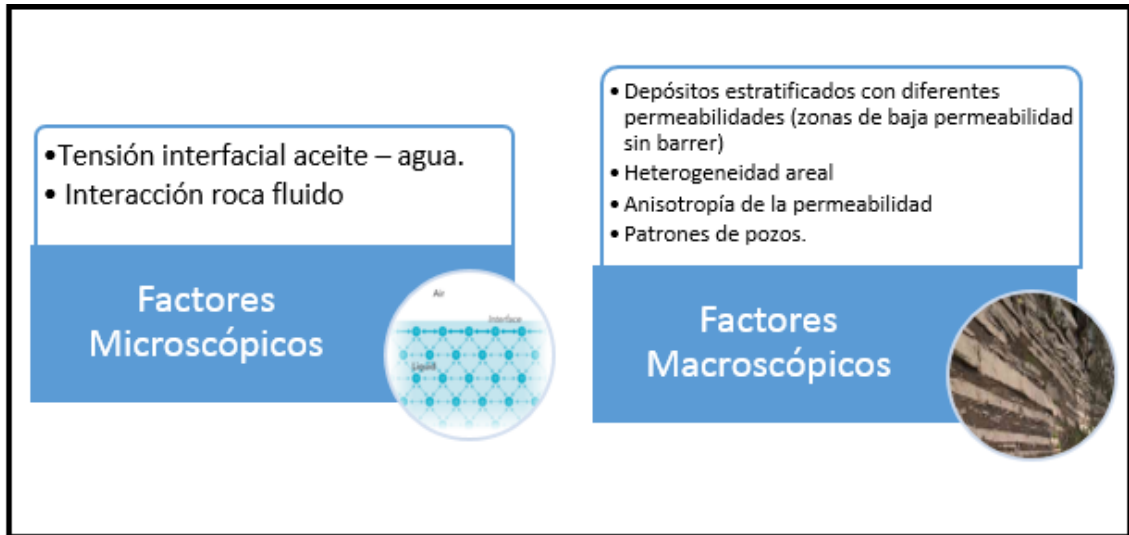 •Tensión interfacial aceite – agua.
• Interacción roca fluido
Factores
Microscópicos
Air
Interface
Liquid
• Depósitos estratificados con diferentes
permeabilidades (zonas de baja permeabilidad
sin barrer)
• Heterogeneidad areal
• Anisotropía de la permeabilidad
• Patrones de pozos.
Factores
Macroscópicos